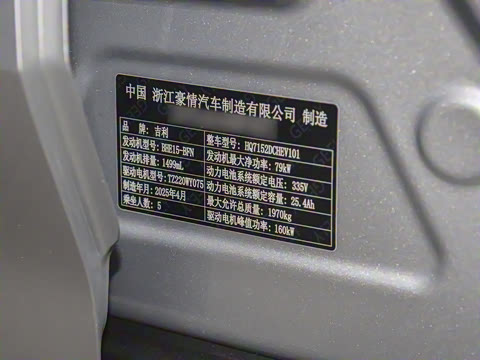 中国 浙江豪情汽车制造有限公司 制造
品 牌: 吉利
整车型号: HQ7152DCHEV101
发动机型号: BHE15-BFN
发动机最大净功率: 79kW
发动机排量: 1499mL
动力电池系统额定电压: 335V
驱动电机型号: TZ220WY075
动力电池系统额定容量: 25.4Ah
制造年月: 2025年4月
最大允许总质量: 1970kg
乘坐人数: 5
驱动电机峰值功率: 160kW